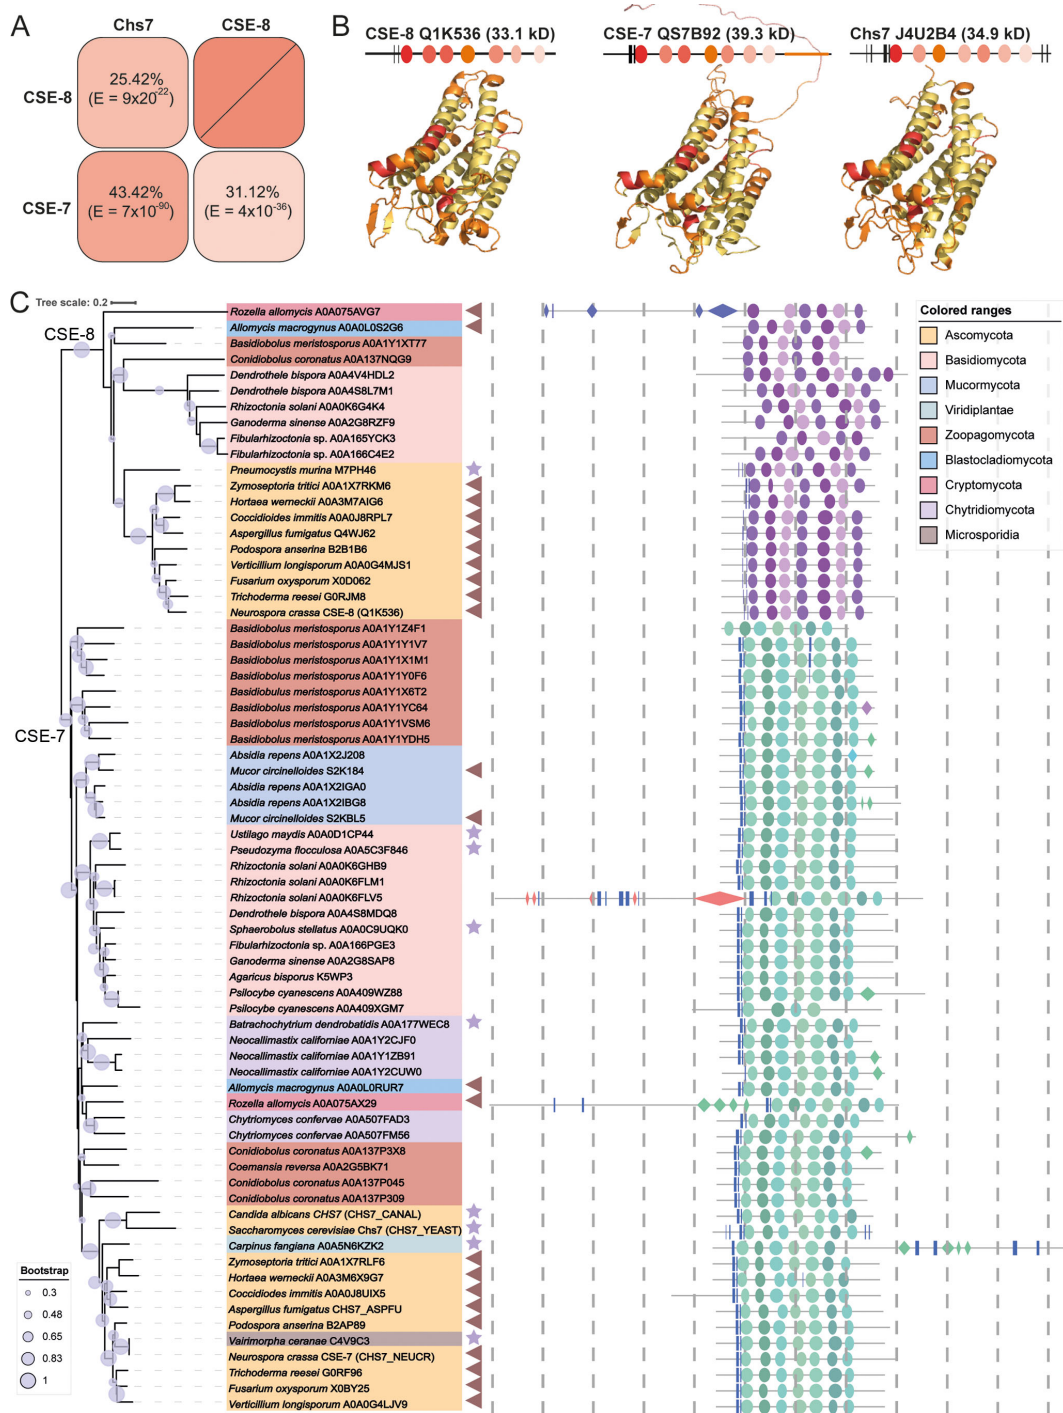 A
Chs7 CSE-8
CSE-8
25.42%
(E = 9x20-22)
CSE-7
43.42%
(E = 7x10-90)
31.12%
(E = 4x10-36)
B
CSE-8 Q1K536 (33.1 kD)
CSE-7 QS7B92 (39.3 kD)
Chs7 J4U2B4 (34.9 kD)
C
Tree scale: 0.2
CSE-8
Rozella allomycis A0A075AVG7
Allomycis macrogynus A0A0L0S2G6
Basidiobolus meristosporus A0A1Y1XT77
Conidiobolus coronatus A0A137NQG9
Dendrothele bispora A0A4V4HDL2
Dendrothele bispora A0A4S8L7M1
Rhizoctonia solani A0A0K6G4K4
Ganoderma sinense A0A2G8RZF9
Fibularhizoctonia sp. A0A165YCK3
Fibularhizoctonia sp. A0A166C4E2
Pneumocystis murina M7PH46
Zymoseptoria tritici A0A1X7RKM6
Hortaea werneckii A0A3M7AIG6
Coccidioides immitis A0A0J8RPL7
Aspergillus fumigatus Q4WJ62
Podospora anserina B2B1B6
Verticillium longisporum A0A0G4MJS1
Fusarium oxysporum X0D062
Trichoderma reesei G0RJM8
Neurospora crassa CSE-8 (Q1K536)
CSE-7
Basidiobolus meristosporus A0A1Y1Z4F1
Basidiobolus meristosporus A0A1Y1Y1V7
Basidiobolus meristosporus A0A1Y1X1M1
Basidiobolus meristosporus A0A1Y1Y0F6
Basidiobulus meristosporus A0A1Y1X6T2
Basidiobolus meristosporus A0A1Y1YC64
Basidiobolus meristosporus A0A1Y1VSM6
Basidiobolus meristosporus A0A1Y1YDH5
Absidia repens A0A1X2J208
Mucor circinelloides S2K184
Absidia repens A0A1X2IGA0
Absidia repens A0A1X2IBG8
Mucor circinelloides S2KBL5
Ustilago maydis A0A0D1CP44
Pseudozyma flocculosa A0A5C3F846
Rhizoctonia solani A0A0K6GHB9
Rhizoctonia solani A0A0K6FLM1
Rhizoctonia solani A0A0K6FLV5
Dendrothele bispora A0A4S8MDQ8
Sphaerobolus stellatus A0A0C9UQK0
Fibularhizoctonia sp. A0A166PGE3
Ganoderma sinense A0A2G8SAP8
Agaricus bisporus K5WP3
Psilocybe cyanescens A0A409WZ88
Psilocybe cyanescens A0A409XGM7
Batrachochytrium dendrobatidis A0A177WEC8
Neocallimastix californiae A0A1Y2CJF0
Neocallimastix californiae A0A1Y1ZB91
Neocallimastix californiae A0A1Y2CUW0
Allomycis macrogynus A0A0L0RUR7
Rozella allomycis A0A075AX29
Chytriomyces confervae A0A507FAD3
Chytriomyces confervae A0A507FM56
Conidiobolus coronatus A0A137P3X8
Coemansia reversa A0A2G5BK71
Conidiobolus coronatus A0A137P045
Conidiobolus coronatus A0A137P309
Candida albicans CHS7 (CHS7_CANAL)
Saccharomyces cerevisiae Chs7 (CHS7_YEAST)
Carpinus fangiana A0A5N6KZK2
Zymoseptoria tritici A0A1X7RLF6
Hortaea werneckii A0A3M6X9G7
Coccidiodes immitis A0A0J8UIX5
Aspergillus fumigatus CHS7_ASPFU
Podospora anserina B2AP89
Vairimorpha ceranae C4V9C3
Neurospora crassa CSE-7 (CHS7_NEUCR)
Trichoderma reesei G0RF96
Fusarium oxysporum X0BY25
Verticillium longisporum A0A0G4LJV9
Bootstrap
0.3
0.48
0.65
0.83
1
Colored ranges
Ascomycota
Basidiomycota
Mucormycota
Viridiplantae
Zoopagomycota
Blastocladiomycota
Cryptomycota
Chytridiomycota
Microsporidia